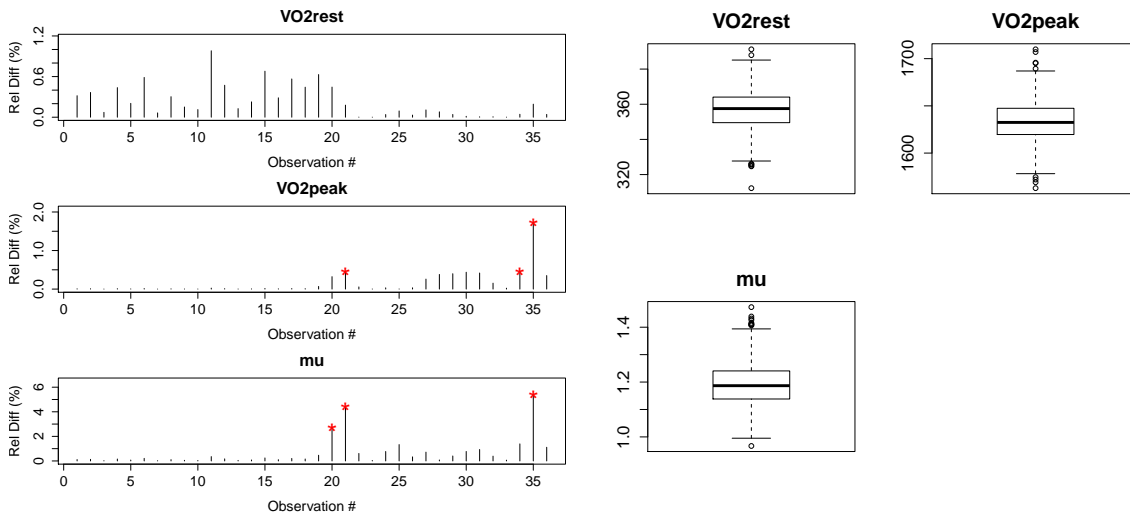 VO2rest
Rel Diff (%)
0.0 0.6 1.2
0 5 10 15 20 25 30 35
Observation #
VO2peak
Rel Diff (%)
0.0 1.0 2.0
0 5 10 15 20 25 30 35
Observation #
mu
Rel Diff (%)
0 2 4 6
0 5 10 15 20 25 30 35
Observation #
VO2rest
320 360
VO2peak
1600 1700
mu
1.0 1.2 1.4